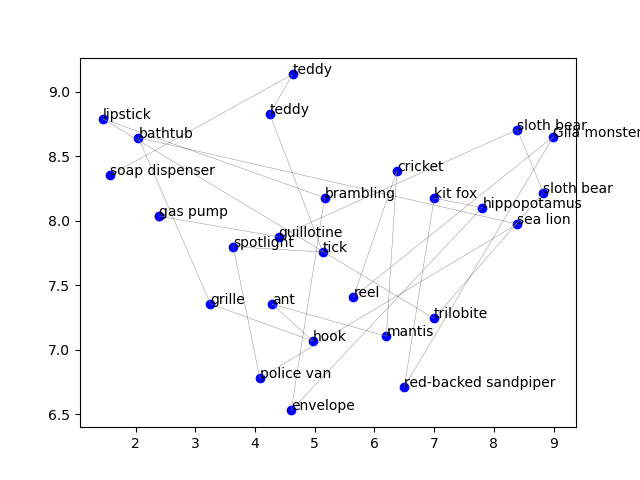 teddy
9.0
lipstick
teddy
bathtub
sloth bear
Gila monster
8.5
soap dispenser
cricket
brambling
kit fox
sloth bear
hippopotamus
gas pump
sea lion
8.0
quillotine
spotlight
tick
7.5
grille
ant
reel
trilobite
hook
mantis
7.0
police van
red-backed sandpiper
envelope
6.5
2 3 4 5 6 7 8 9